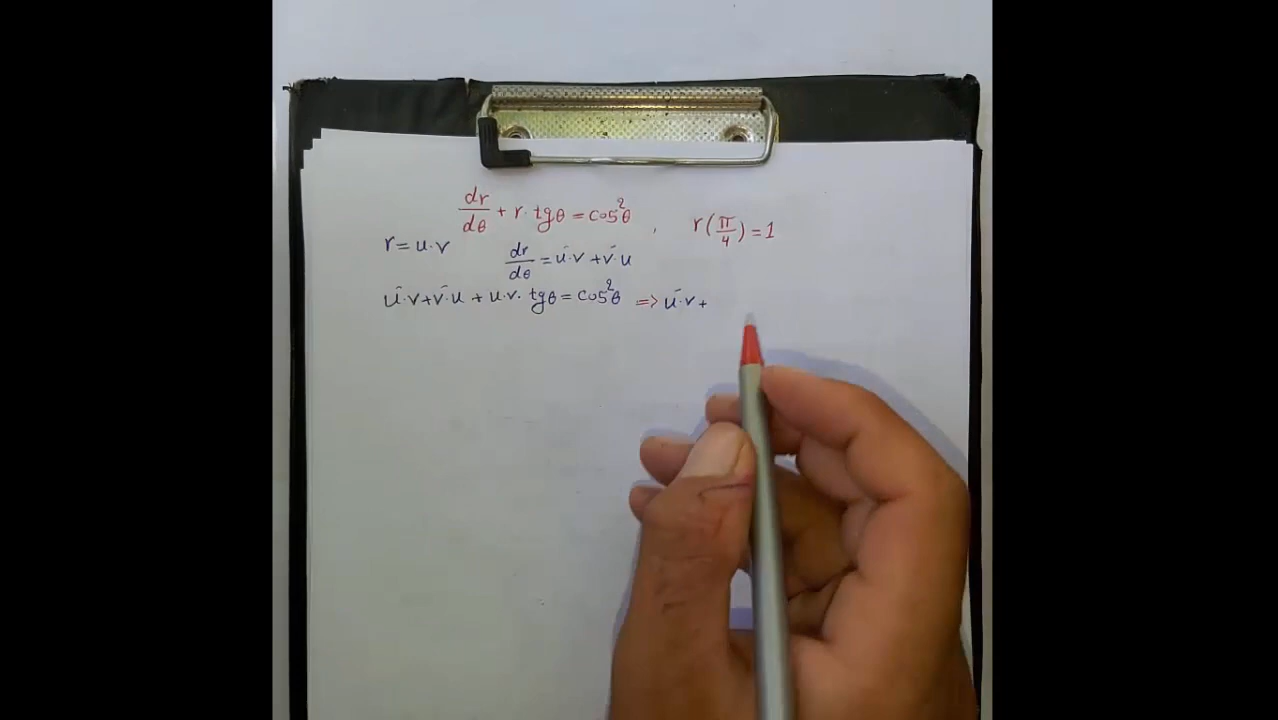 dr/dθ + r· tgθ = cos²θ , r(π/4) = 1
r = u·v dr/dθ = u̅·v + v̅·u
u̅·v + v̅·u + u·v· tgθ = cos²θ => u̅·v +